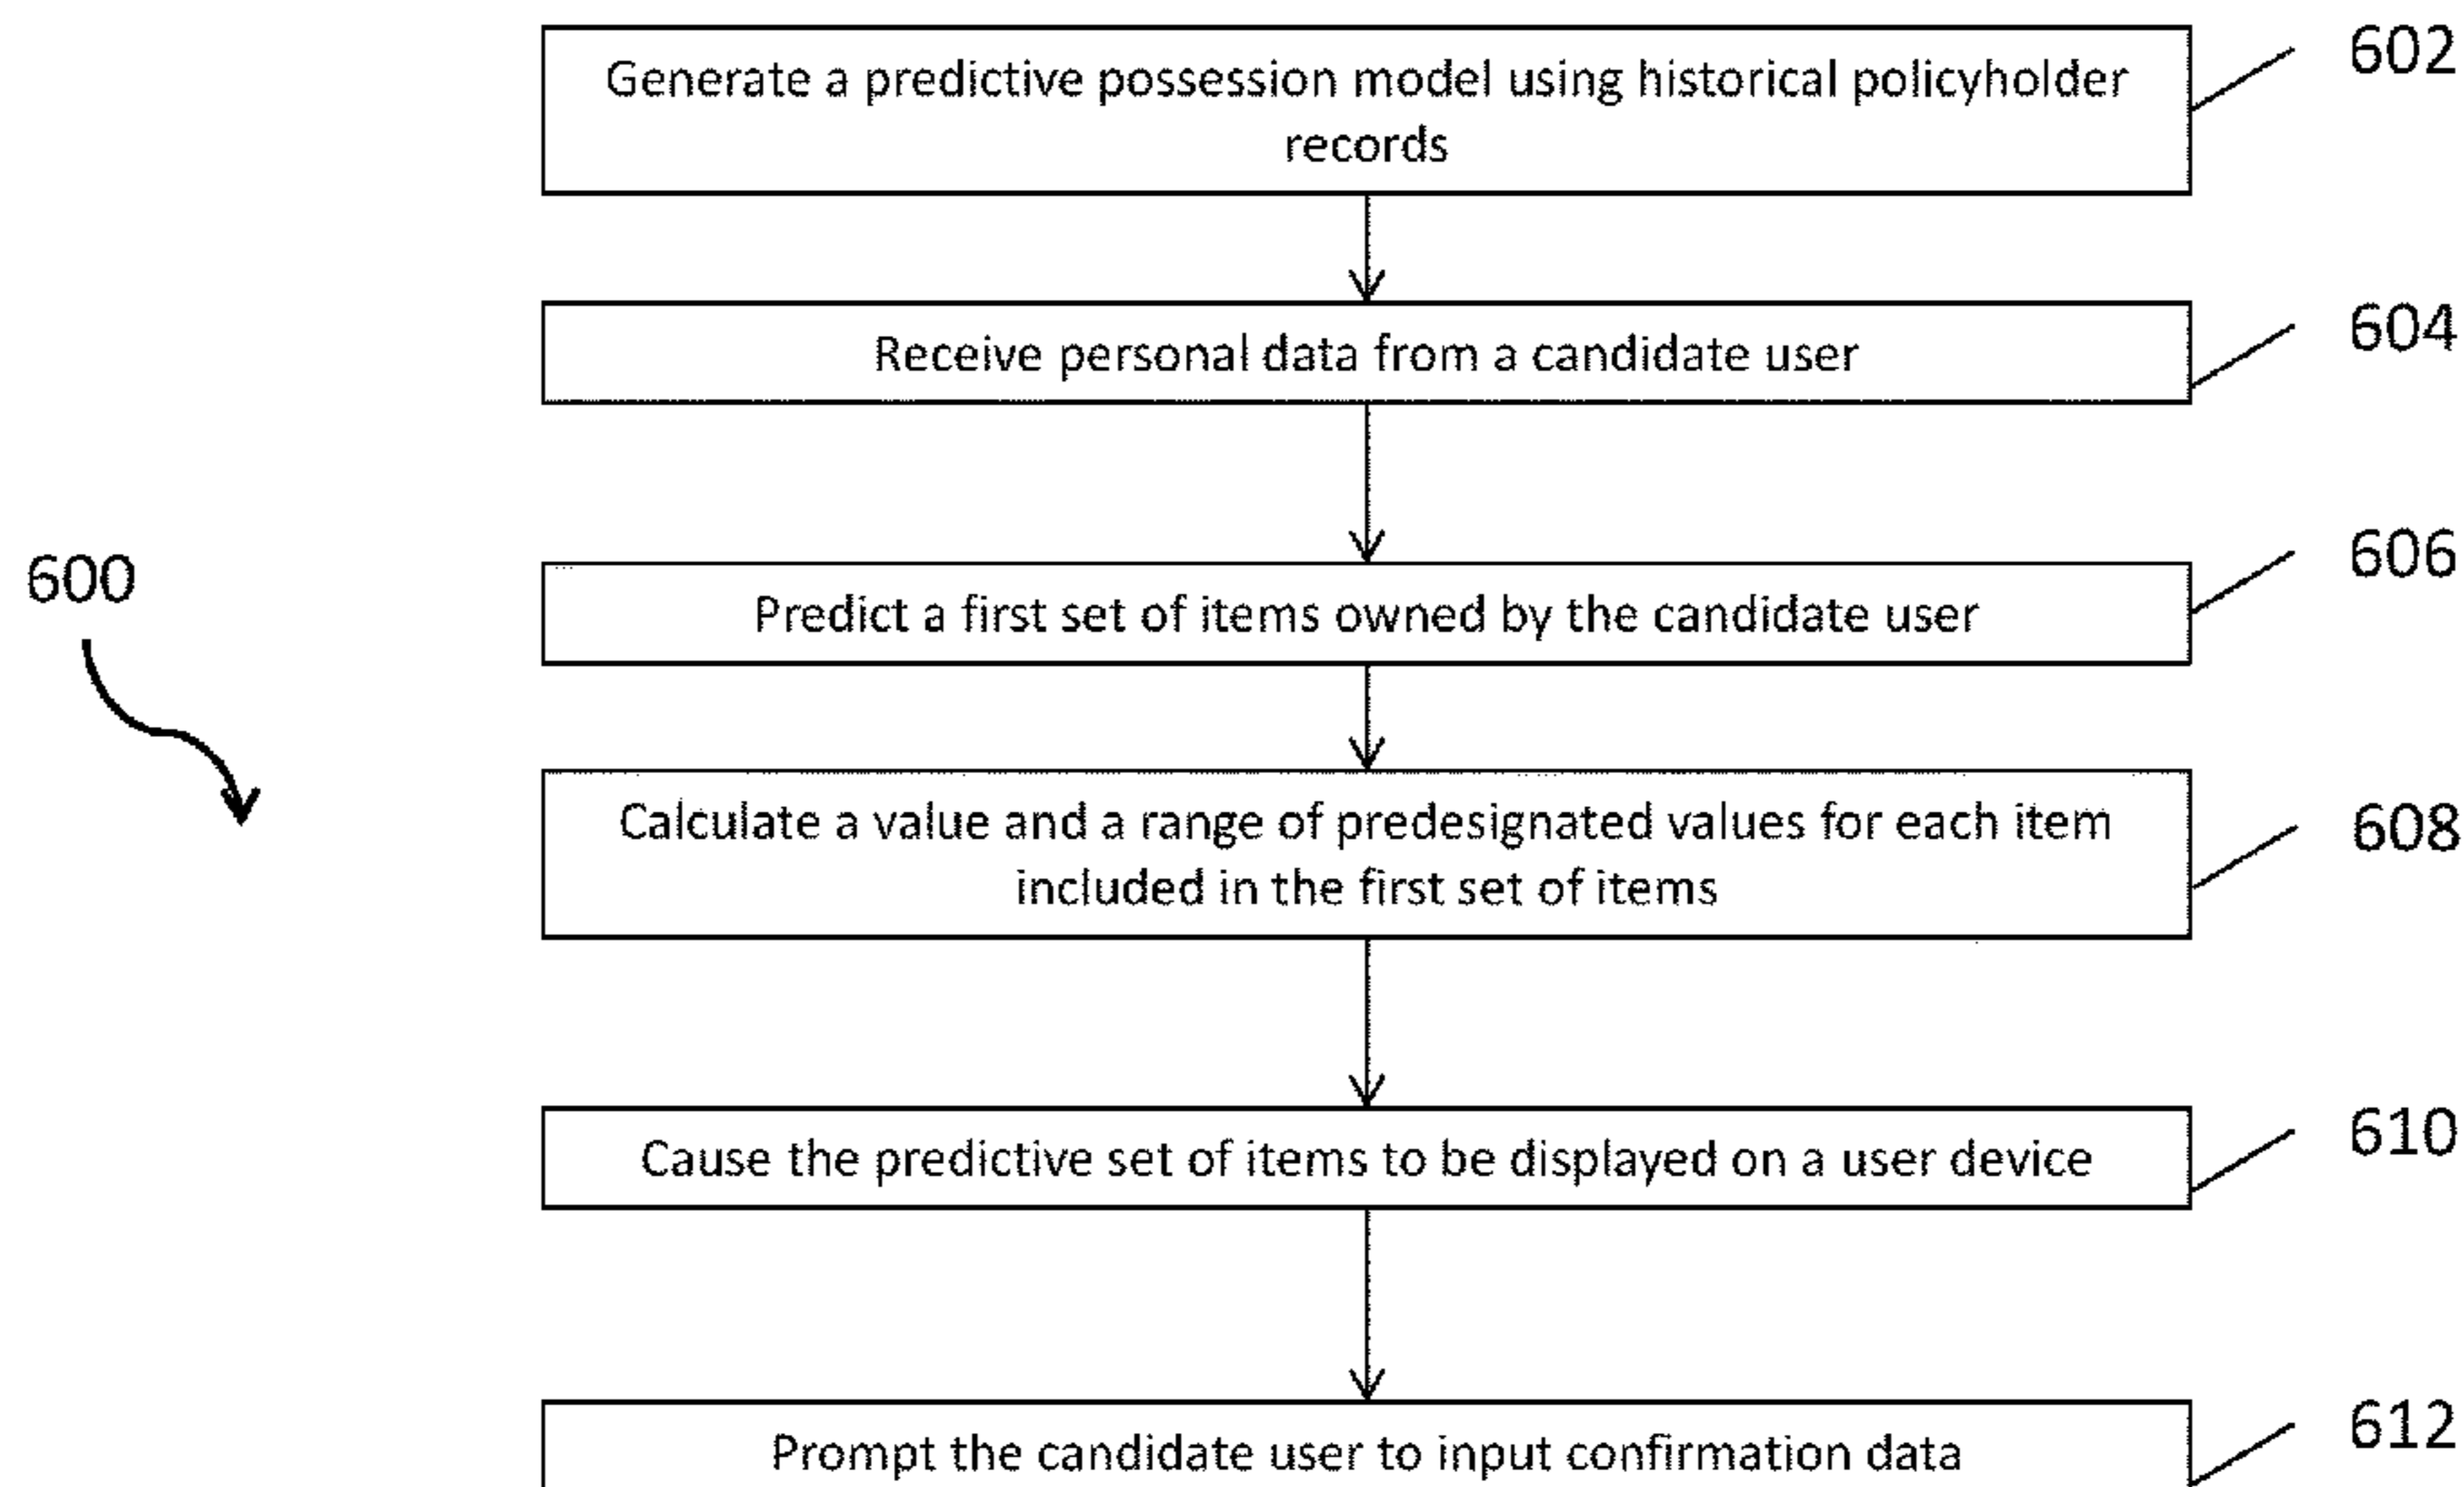 Generate a predictive possession model using historical policyholder
records
602
Receive personal data from a candidate user
604
Predict a first set of items owned by the candidate user
606
600
Calculate a value and a range of predesignated values for each item
included in the first set of items
608
Cause the predictive set of items to be displayed on a user device
610
Prompt the candidate user to input confirmation data
612